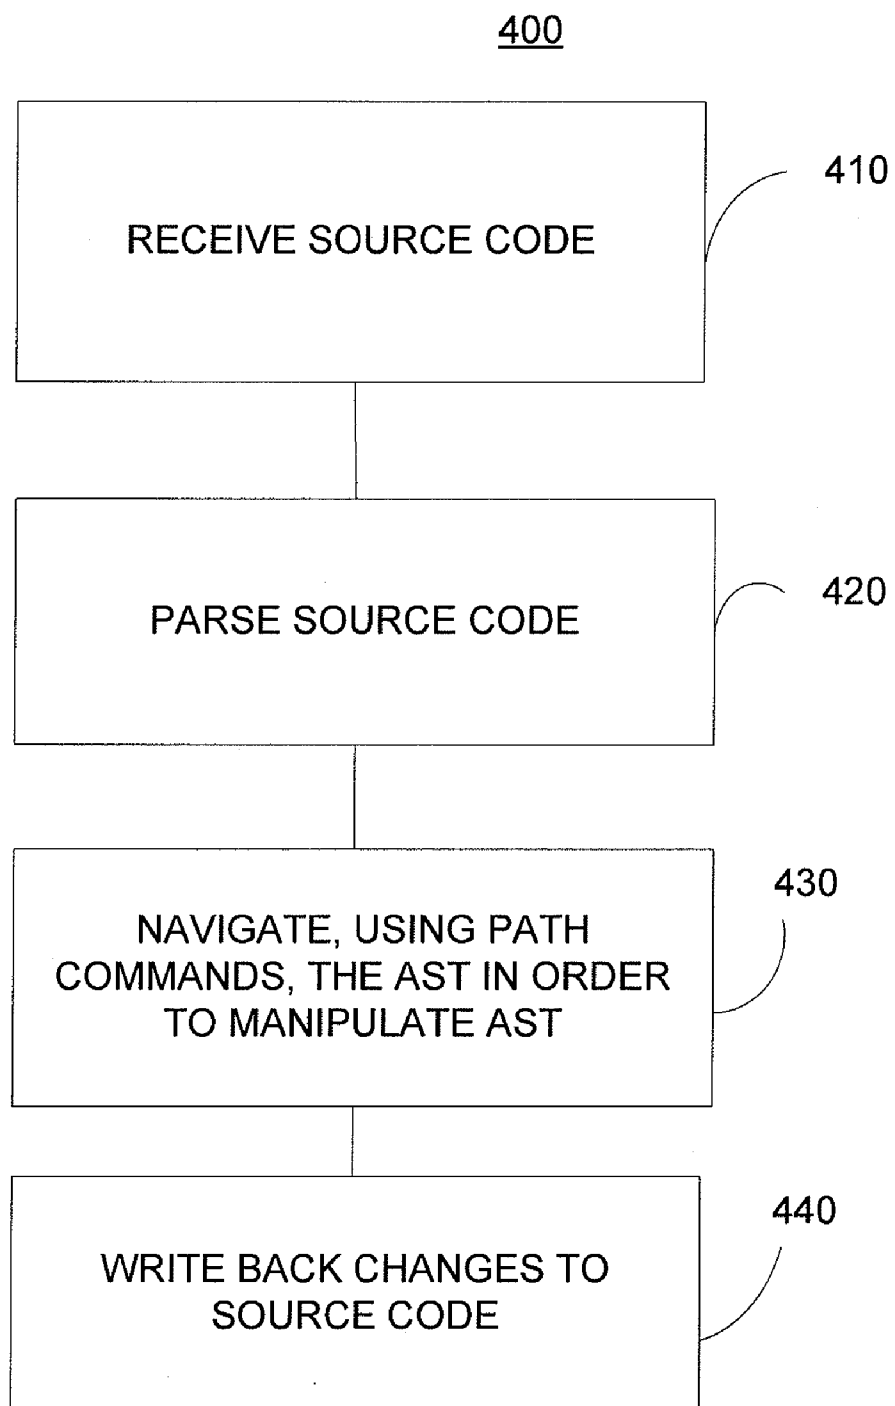 400
410
RECEIVE SOURCE CODE
420
PARSE SOURCE CODE
430
NAVIGATE, USING PATH
COMMANDS, THE AST IN ORDER
TO MANIPULATE AST
440
WRITE BACK CHANGES TO
SOURCE CODE